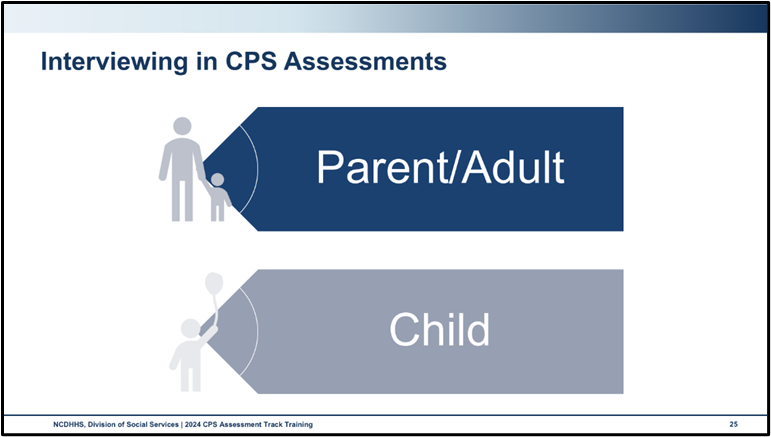 Interviewing in CPS Assessments
Parent/Adult
Child
NCDHHS, Division of Social Services | 2024 CPS Assessment Track Training
25